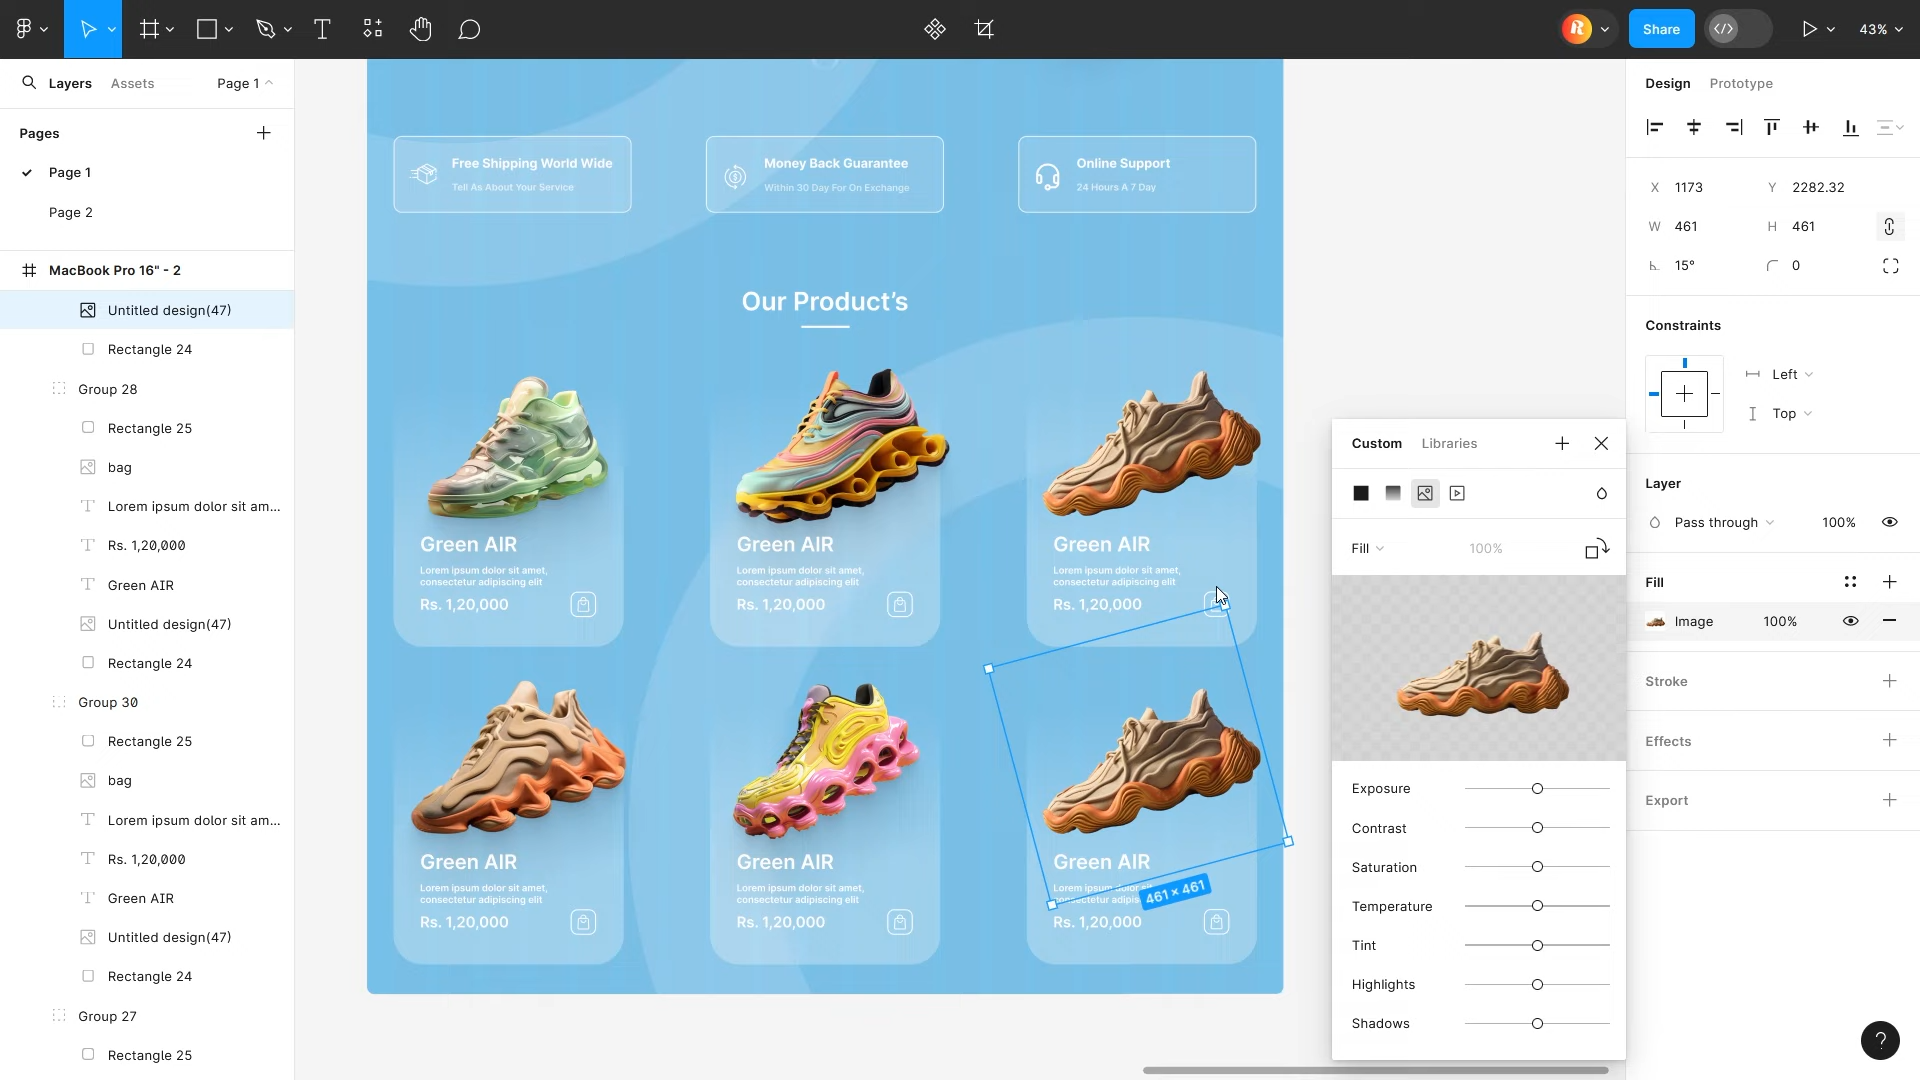 Share
43%
Layers
Assets
Page 1
Pages
Page 1
Page 2
MacBook Pro 16" - 2
Untitled design(47)
Rectangle 24
Group 28
Rectangle 25
bag
Lorem ipsum dolor sit am...
Rs. 1,20,000
Green AIR
Untitled design(47)
Rectangle 24
Group 30
Rectangle 25
bag
Lorem ipsum dolor sit am...
Rs. 1,20,000
Green AIR
Untitled design(47)
Rectangle 24
Group 27
Rectangle 25
Free Shipping World Wide
Tell As About Your Service
Money Back Guarantee
Within 30 Day For On Exchange
Online Support
24 Hours A 7 Day
Our Product’s
Green AIR
Lorem ipsum dolor sit amet,
consectetur adipiscing elit
Rs. 1,20,000
Green AIR
Lorem ipsum dolor sit amet,
consectetur adipiscing elit
Rs. 1,20,000
Green AIR
Lorem ipsum dolor sit amet,
consectetur adipiscing elit
Rs. 1,20,000
Green AIR
Lorem ipsum dolor sit amet,
consectetur adipiscing elit
Rs. 1,20,000
Green AIR
Lorem ipsum dolor sit amet,
consectetur adipiscing elit
Rs. 1,20,000
Green AIR
Lorem ipsum dolor
461 × 461
Rs. 1,20,000
Custom
Libraries
Fill
100%
Exposure
Contrast
Saturation
Temperature
Tint
Highlights
Shadows
Design
Prototype
X 1173
Y 2282.32
W 461
H 461
15°
0
Constraints
Left
Top
Layer
Pass through
100%
Fill
Image
100%
Stroke
Effects
Export
?